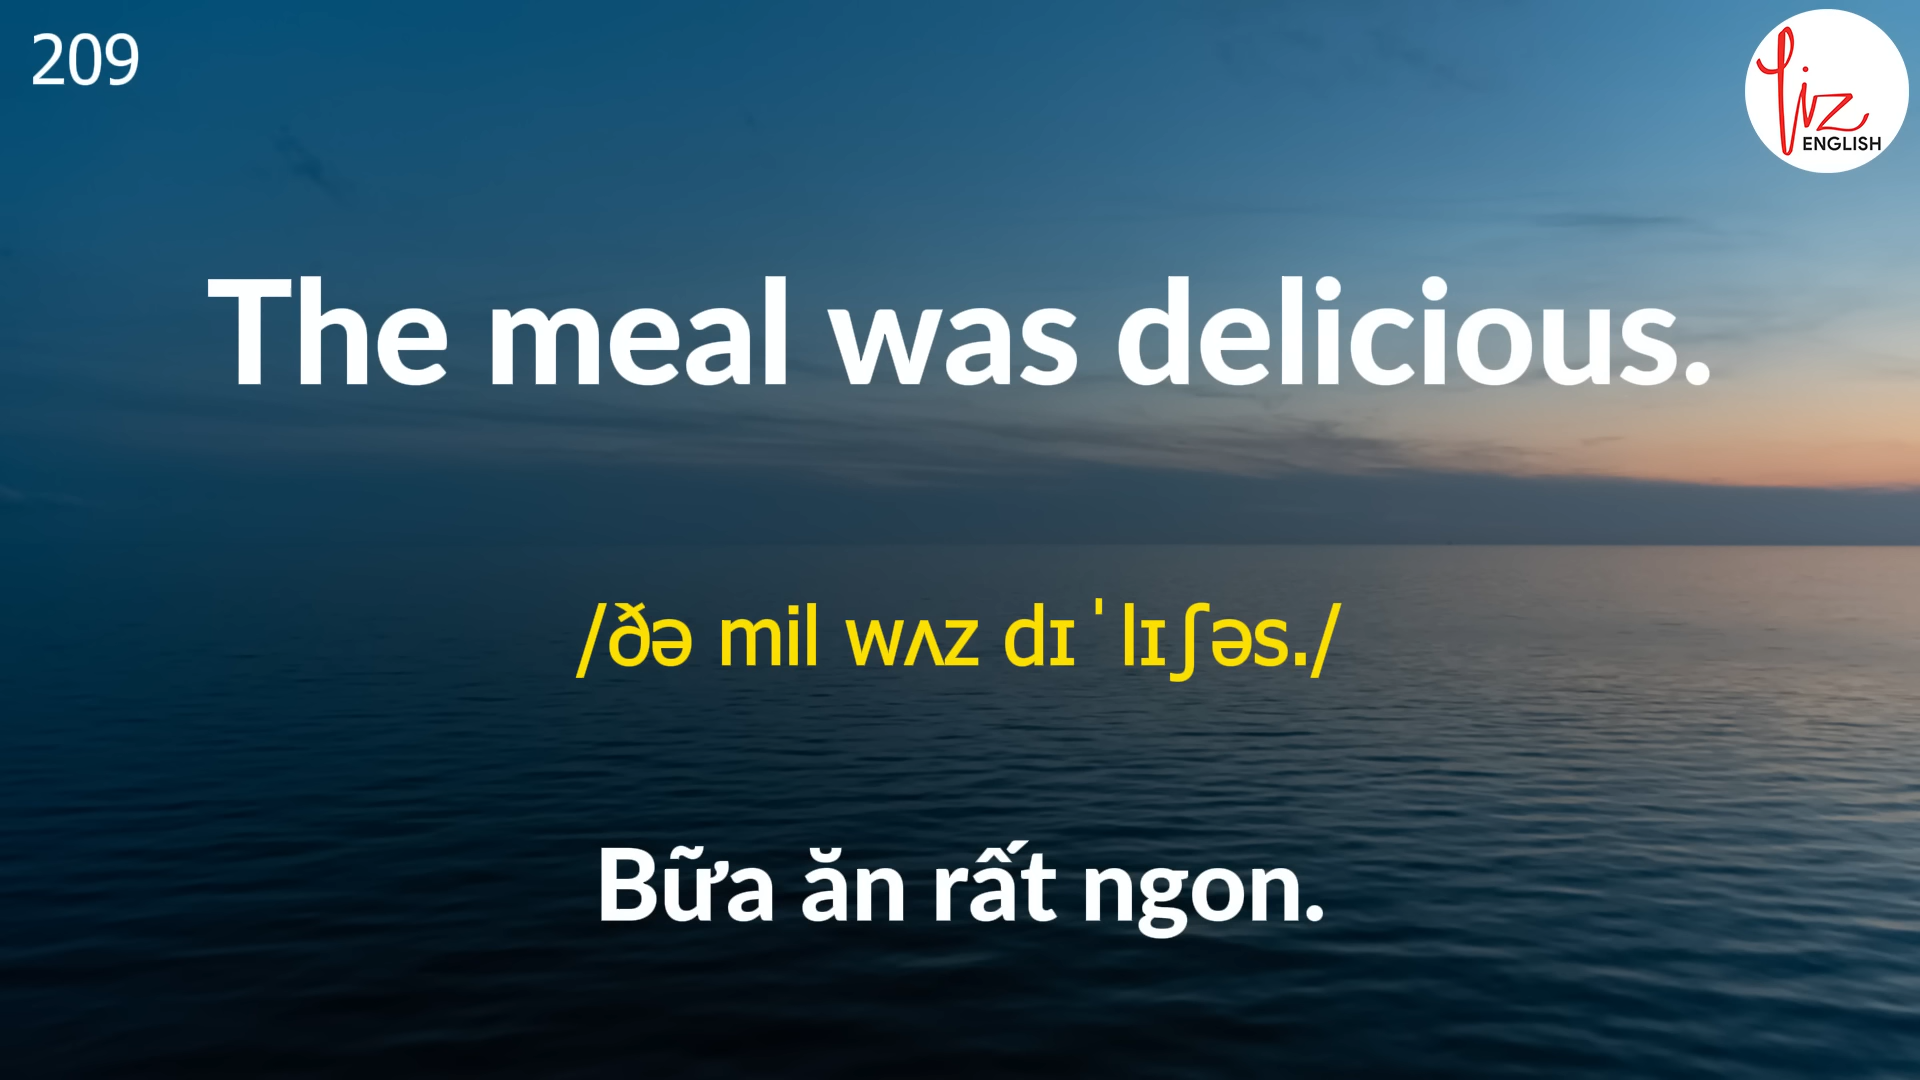 209
Liz
ENGLISH
The meal was delicious.
/ðə mil wʌz dɪˈlɪʃəs./
Bữa ăn rất ngon.